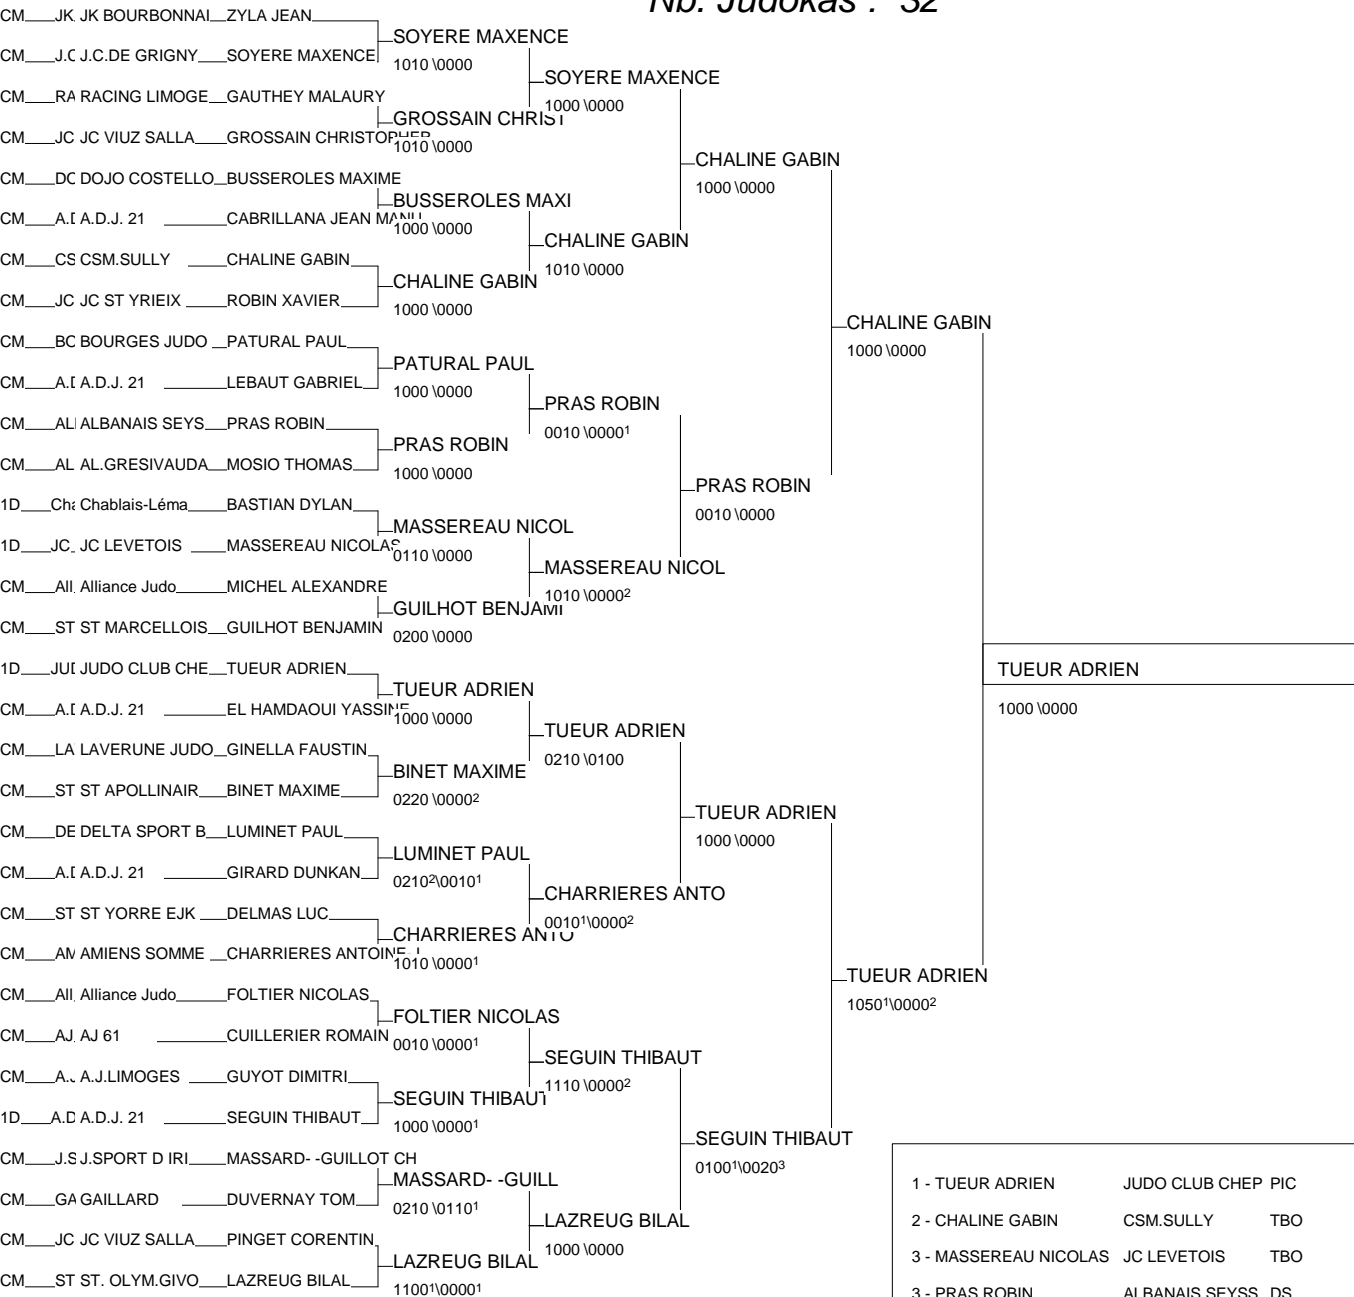 Nb. Judokas : 32
CM JK JK BOURBONNAI ZYLA JEAN
SOYERE MAXENCE
CM J.C J.C.DE GRIGNY SOYERE MAXENCE
1010 \0000
SOYERE MAXENCE
CM RA RACING LIMOGE GAUTHEY MALAURY
1000 \0000
GROSSAIN CHRIST
CM JC JC VIUZ SALLA GROSSAIN CHRISTOPHER
1010 \0000
CHALINE GABIN
CM DO DOJO COSTELLO BUSSEROLES MAXIME
1000 \0000
BUSSEROLES MAXI
CM A.D A.D.J. 21 CABRILLANA JEAN MANU
1000 \0000
CHALINE GABIN
CM CS CSM.SULLY CHALINE GABIN
1010 \0000
CHALINE GABIN
CM JC JC ST YRIEIX ROBIN XAVIER
1000 \0000
CHALINE GABIN
CM BO BOURGES JUDO PATURAL PAUL
1000 \0000
PATURAL PAUL
CM A.D A.D.J. 21 LEBAUT GABRIEL
1000 \0000
PRAS ROBIN
CM AL ALBANAIS SEYS PRAS ROBIN
0010 \0000¹
PRAS ROBIN
CM AL AL.GRESIVAUDA MOSIO THOMAS
1000 \0000
PRAS ROBIN
1D Cha Chablais-Léma BASTIAN DYLAN
0010 \0000
MASSEREAU NICOL
1D JC JC LEVETOIS MASSEREAU NICOLAS
0110 \0000
MASSEREAU NICOL
CM All Alliance Judo MICHEL ALEXANDRE
1010 \0000²
GUILHOT BENJAMI
CM ST ST MARCELLOIS GUILHOT BENJAMIN
0200 \0000
1D JUD JUDO CLUB CHE TUEUR ADRIEN
TUEUR ADRIEN
TUEUR ADRIEN
1000 \0000
CM A.D A.D.J. 21 EL HAMDAOUI YASSINE
1000 \0000
TUEUR ADRIEN
CM LA LAVERUNE JUDO GINELLA FAUSTIN
0210 \0100
BINET MAXIME
CM ST ST APOLLINAIR BINET MAXIME
0220 \0000²
TUEUR ADRIEN
CM DE DELTA SPORT B LUMINET PAUL
1000 \0000
LUMINET PAUL
CM A.D A.D.J. 21 GIRARD DUNKAN
0210²\0010¹
CHARRIERES ANTO
CM ST ST YORRE EJK DELMAS LUC
0010¹\0000²
CHARRIERES ANTO
CM AM AMIENS SOMME CHARRIERES ANTOINE J
1010 \0000¹
TUEUR ADRIEN
CM All Alliance Judo FOLTIER NICOLAS
1050¹\0000²
FOLTIER NICOLAS
CM AJ AJ 61 CUILLERIER ROMAIN
0010 \0000¹
SEGUIN THIBAUT
CM A.J A.J.LIMOGES GUYOT DIMITRI
1110 \0000²
SEGUIN THIBAUT
1D A.D A.D.J. 21 SEGUIN THIBAUT
1000 \0000¹
SEGUIN THIBAUT
CM J.S J.SPORT D IRI MASSARD- -GUILLOT CH
0100¹\0020³
MASSARD- -GUILL
CM GA GAILLARD DUVERNAY TOM
0210 \0110¹
LAZREUG BILAL
CM JC JC VIUZ SALLA PINGET CORENTIN
1000 \0000
LAZREUG BILAL
CM ST ST. OLYM.GIVO LAZREUG BILAL
1100¹\0000¹
1 - TUEUR ADRIEN JUDO CLUB CHEP PIC
2 - CHALINE GABIN CSM.SULLY TBO
3 - MASSEREAU NICOLAS JC LEVETOIS TBO
3 - PRAS ROBIN ALBANAIS SEYSS DS